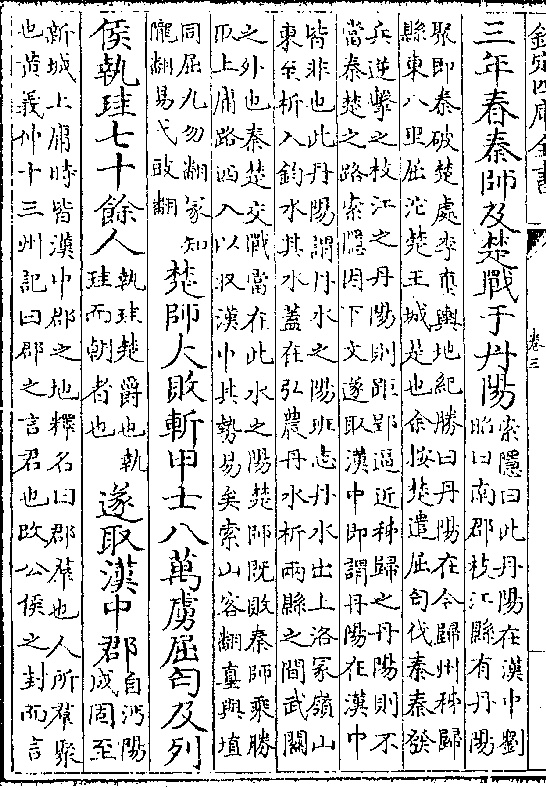 欽定四庫全書
卷三
三年春秦師及楚戰于丹陽
索隱曰此丹陽在漢中劉
昭曰南郡枝江縣有丹陽
聚即秦破楚處李輿地紀勝曰丹陽在今歸州秭歸
縣東八里屈沱楚王城是也余按楚遣屈匄伐秦秦發
兵逆擊之枝江之丹陽則距郢逼近秭歸之丹陽則不
當秦楚之路索隱因下文遂取漢中即謂丹陽在漢中
皆非也此丹陽謂丹水之陽班志丹水出上洛冢嶺山
東至析入鈞水其水蓋在弘農丹水析兩縣之間武關
之外也秦楚交戰當在此水之陽楚師既敗秦師乘勝
取上庸路西入以收漢中其勢易矣索山客翻亶與埴
同屈九勿翻冢知
隴翻易弋豉翻
楚師大敗斬甲士八萬虜屈匄及列
侯執珪七十餘人
執珪楚爵也執
珪而朝者也
遂取漢中郡
自沔陽
成周至
新城上庸時皆漢中郡之地釋名曰郡羣也人所羣聚
也黃義仲十三州記曰郡之言君也改公侯之封而言